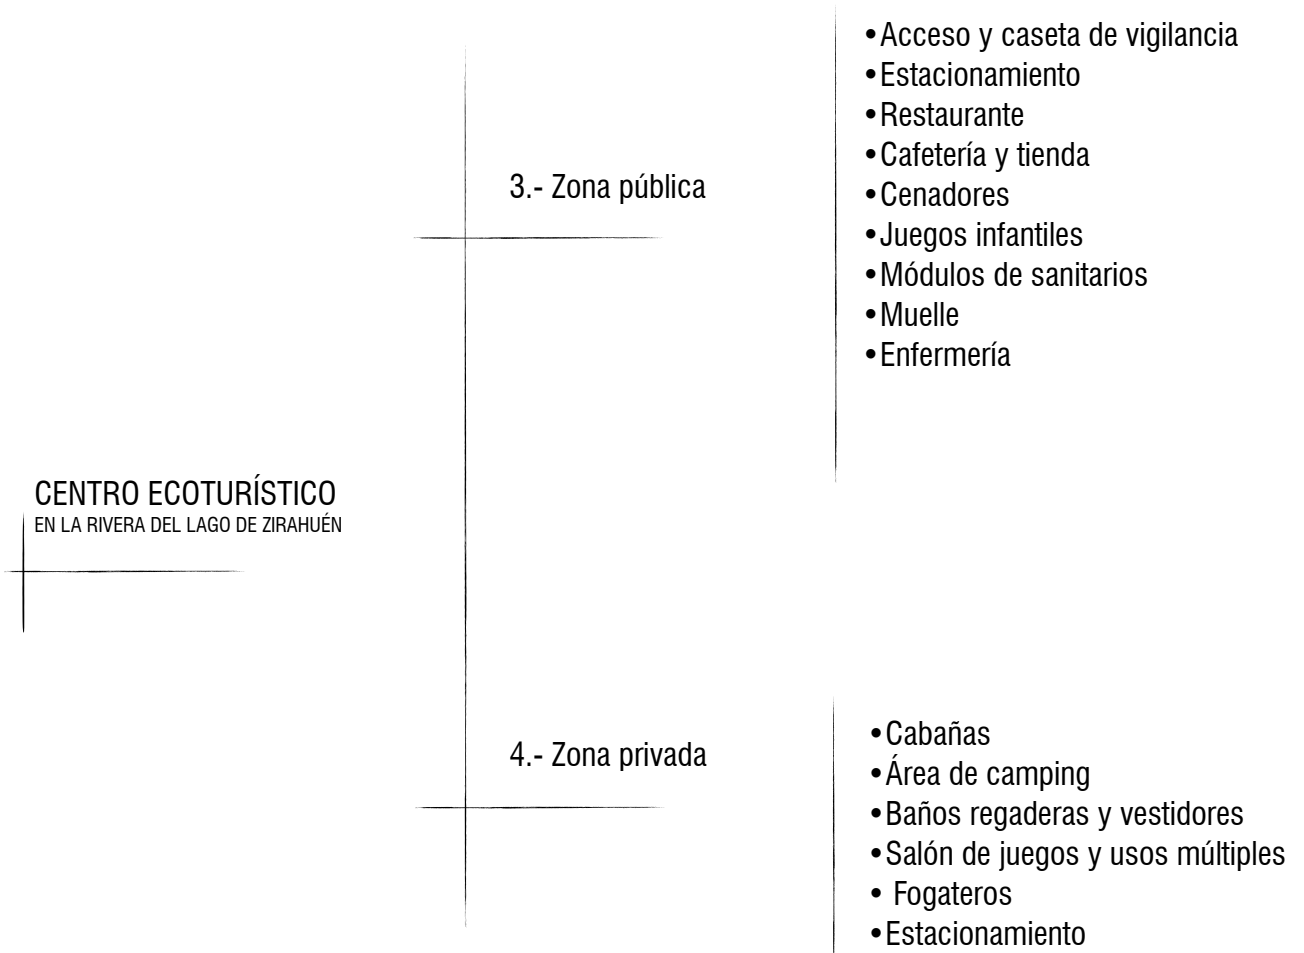 CENTRO ECOTURÍSTICO
EN LA RIVERA DEL LAGO DE ZIRAHUÉN
3.- Zona pública
•Acceso y caseta de vigilancia
•Estacionamiento
•Restaurante
•Cafetería y tienda
•Cenadores
•Juegos infantiles
•Módulos de sanitarios
•Muelle
•Enfermería
4.- Zona privada
•Cabañas
•Área de camping
•Baños regaderas y vestidores
•Salón de juegos y usos múltiples
• Fogateros
•Estacionamiento